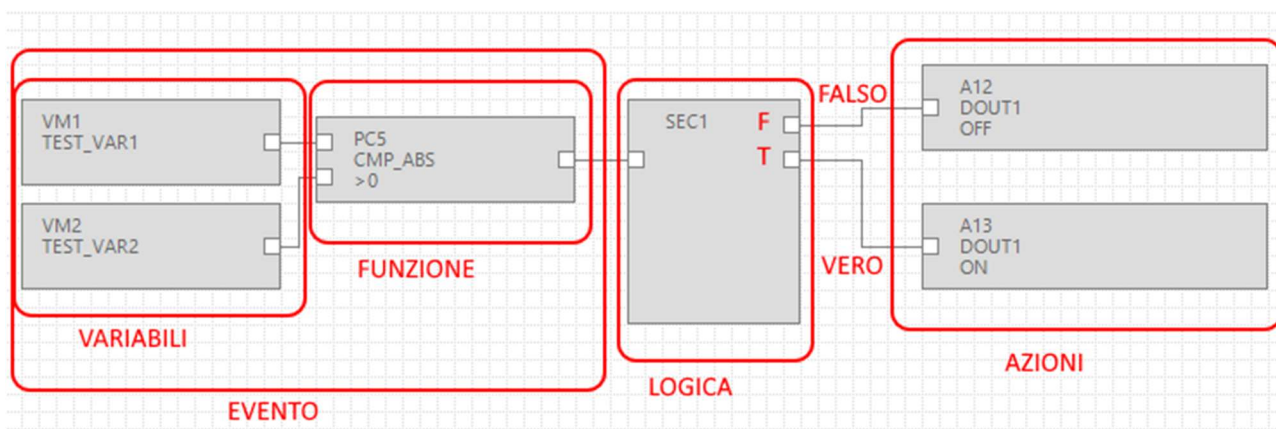 VM1
TEST_VAR1
VM2
TEST_VAR2
VARIABILI
PC5
CMP_ABS
>0
FUNZIONE
EVENTO
SEC1
F
T
LOGICA
FALSO
VERO
A12
DOUT1
OFF
A13
DOUT1
ON
AZIONI